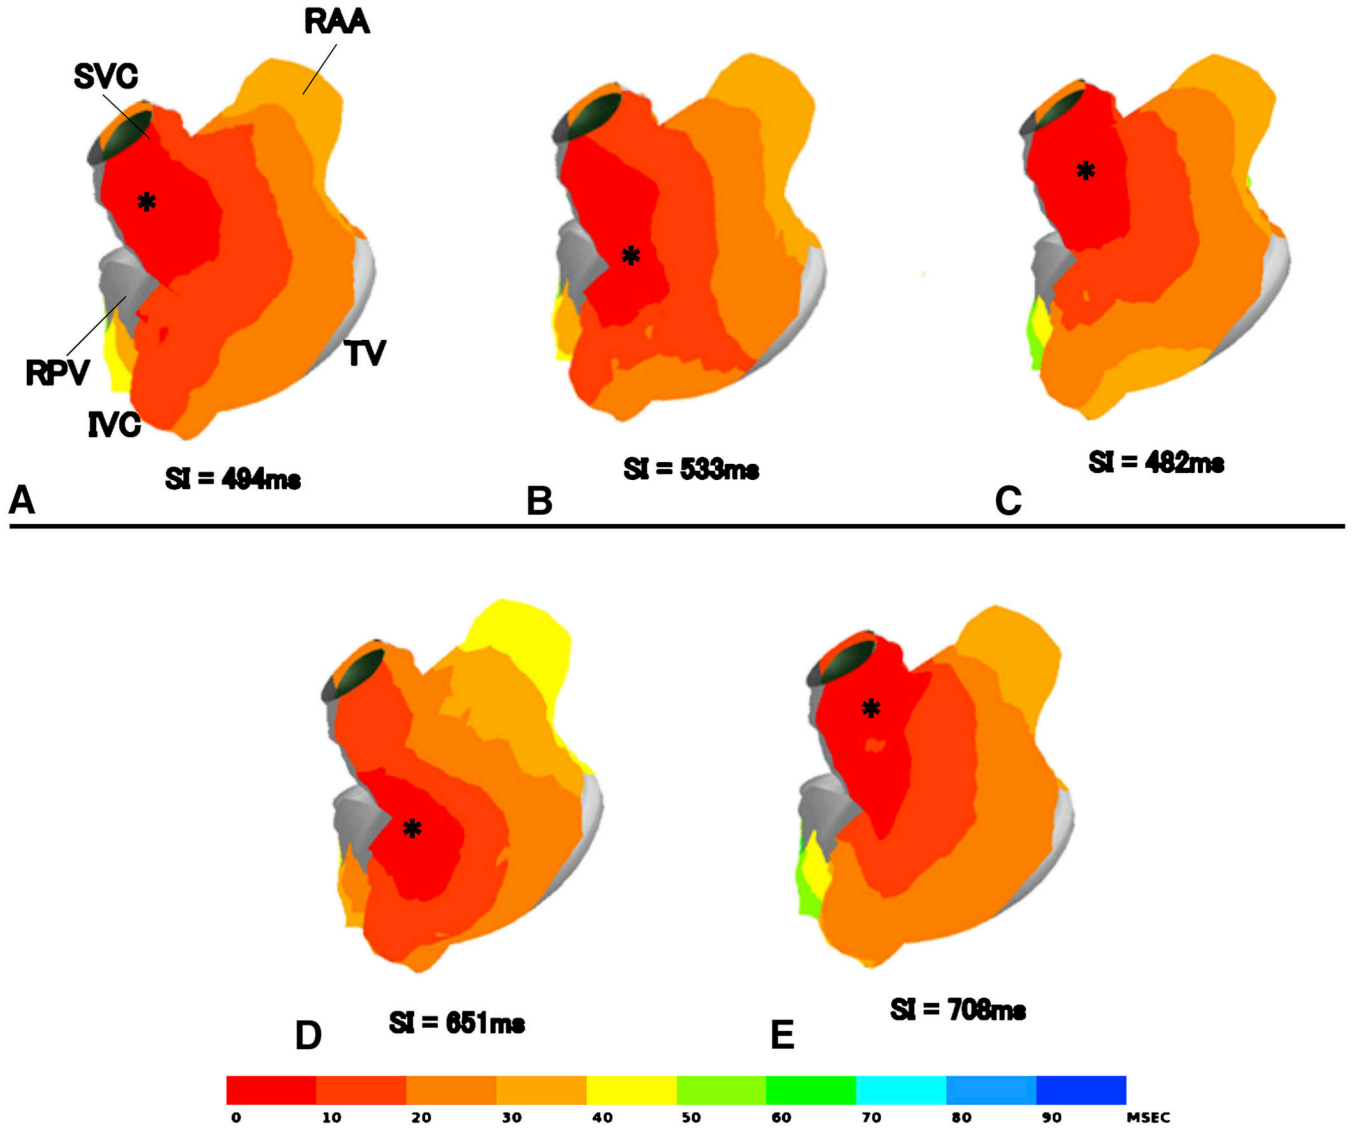 RAA
SVC
RPV
TV
IVC
SI = 494ms
SI = 533ms
SI = 482ms
A
B
C
SI = 651ms
SI = 708ms
D
E
0 10 20 30 40 50 60 70 80 90 MSEC